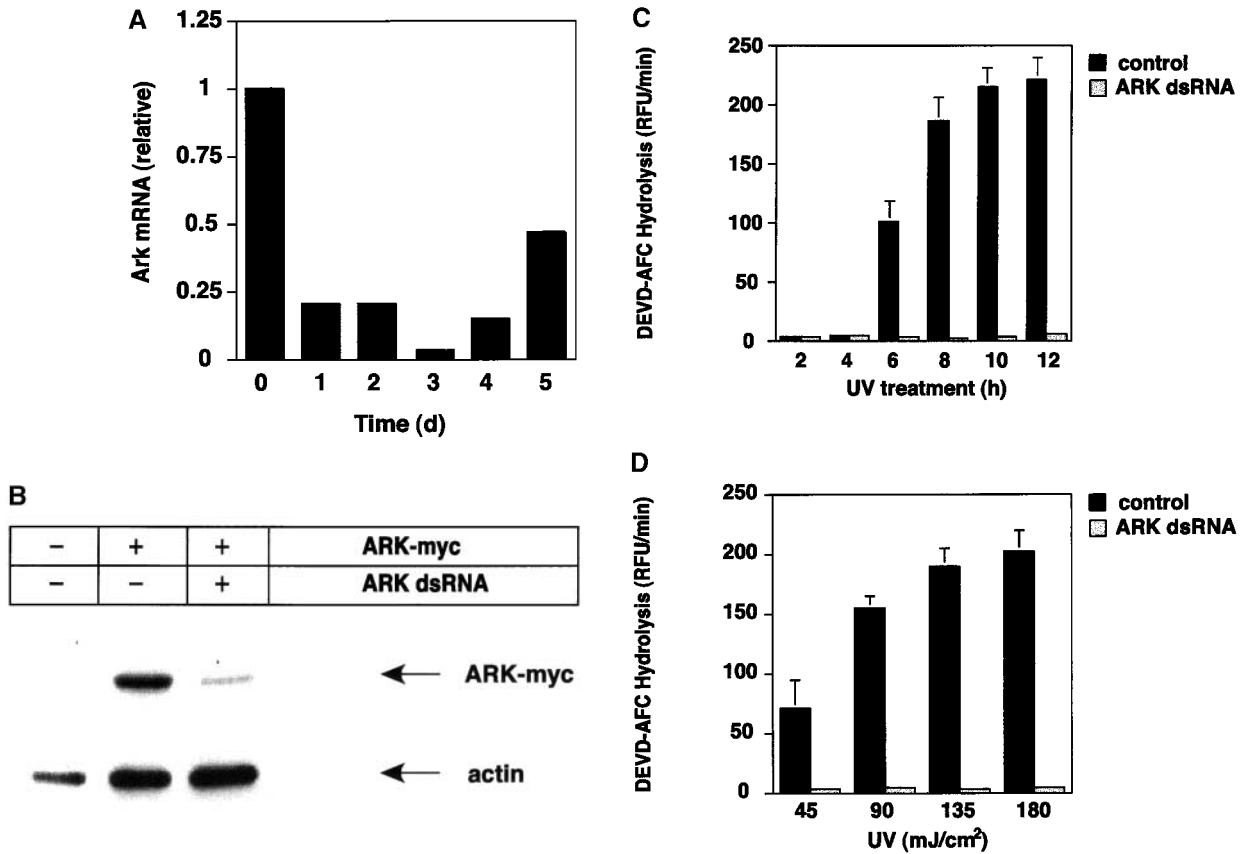 A
1.25
1
0.75
0.5
0.25
0
Ark mRNA (relative)
0 1 2 3 4 5
Time (d)
B
– + + ARK-myc
– – + ARK dsRNA
ARK-myc
actin
C
250
200
150
100
50
0
DEVD-AFC Hydrolysis (RFU/min)
2 4 6 8 10 12
UV treatment (h)
control
ARK dsRNA
D
250
200
150
100
50
0
DEVD-AFC Hydrolysis (RFU/min)
45 90 135 180
UV (mJ/cm²)
control
ARK dsRNA